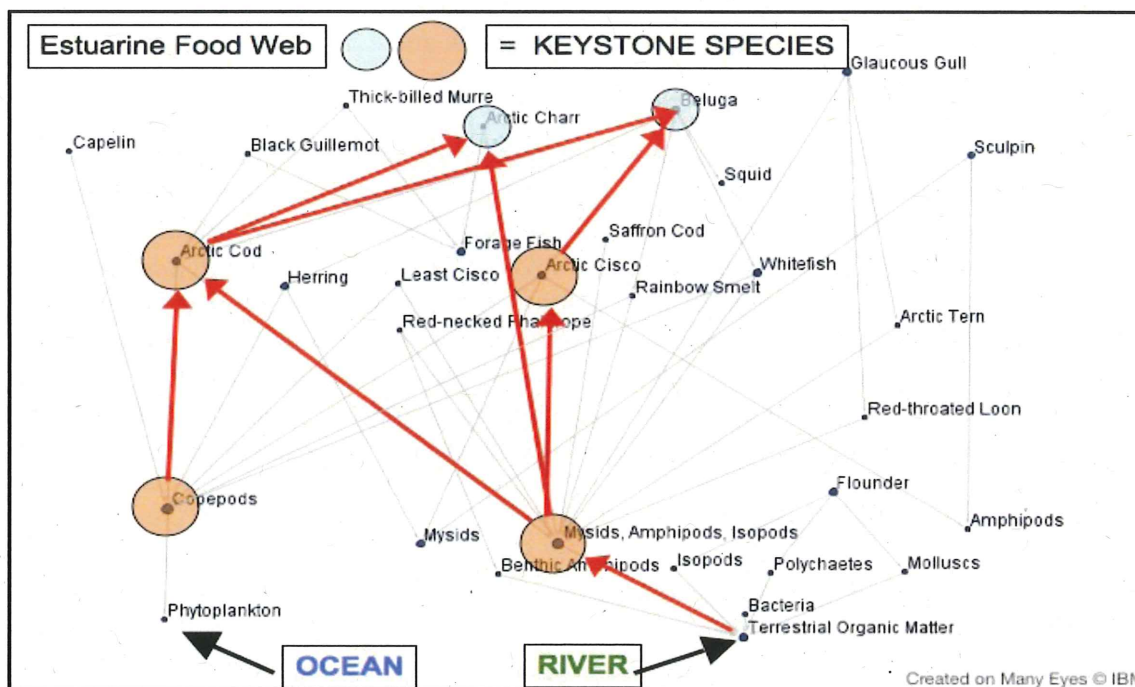 Estuarine Food Web
= KEYSTONE SPECIES
Glaucous Gull
Thick-billed Murre
Beluga
Arctic Charr
Capelin
Black Guillemot
Sculpin
Squid
Saffron Cod
Arctic Cod
Forage Fish
Arctic Cisco
Whitefish
Herring
Least Cisco
Rainbow Smelt
Red-necked Phalarope
Arctic Tern
Red-throated Loon
Flounder
Copepods
Mysids
Mysids, Amphipods, Isopods
Amphipods
Benthic Amphipods
Isopods
Polychaetes
Molluscs
Bacteria
Phytoplankton
Terrestrial Organic Matter
OCEAN
RIVER
Created on Many Eyes © IBM